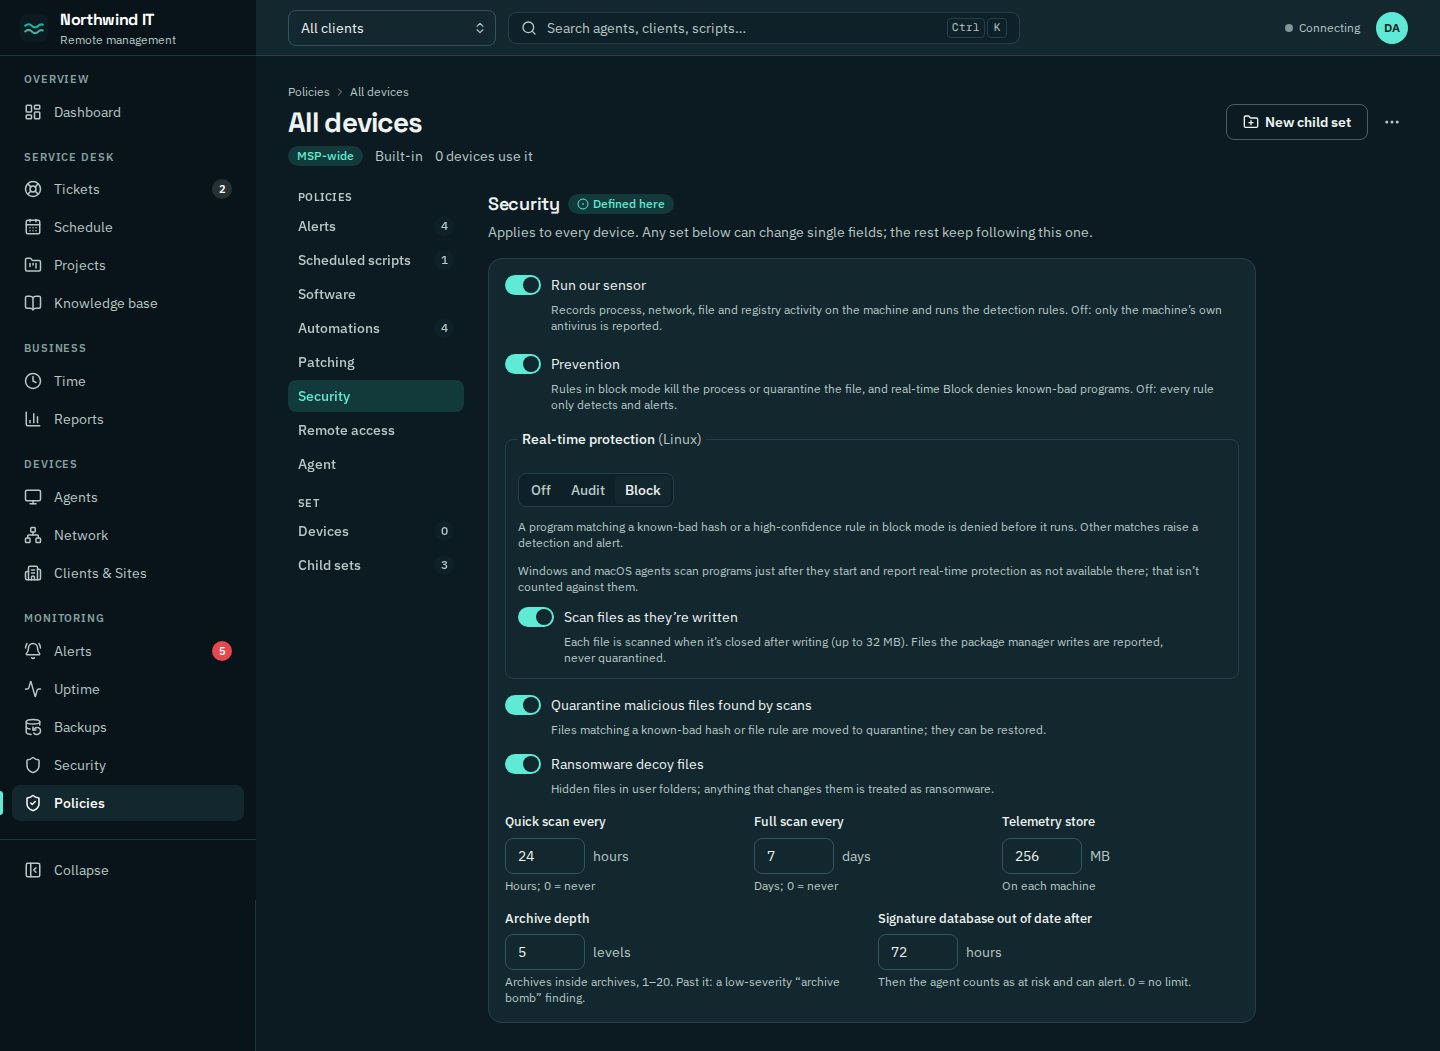 Northwind IT
Remote management
All clients
Search agents, clients, scripts...
Ctrl K
Connecting
DA
OVERVIEW
Dashboard
SERVICE DESK
Tickets 2
Schedule
Projects
Knowledge base
BUSINESS
Time
Reports
DEVICES
Agents
Network
Clients & Sites
MONITORING
Alerts 5
Uptime
Backups
Security
Policies
Collapse
Policies > All devices
All devices
New child set
MSP-wide Built-in 0 devices use it
POLICIES
Alerts 4
Scheduled scripts 1
Software
Automations 4
Patching
Security
Remote access
Agent
SET
Devices 0
Child sets 3
Security Defined here
Applies to every device. Any set below can change single fields; the rest keep following this one.
Run our sensor
Records process, network, file and registry activity on the machine and runs the detection rules. Off: only the machine’s own
antivirus is reported.
Prevention
Rules in block mode kill the process or quarantine the file, and real-time Block denies known-bad programs. Off: every rule
only detects and alerts.
Real-time protection (Linux)
Off Audit Block
A program matching a known-bad hash or a high-confidence rule in block mode is denied before it runs. Other matches raise a
detection and alert.
Windows and macOS agents scan programs just after they start and report real-time protection as not available there; that isn’t
counted against them.
Scan files as they’re written
Each file is scanned when it’s closed after writing (up to 32 MB). Files the package manager writes are reported,
never quarantined.
Quarantine malicious files found by scans
Files matching a known-bad hash or file rule are moved to quarantine; they can be restored.
Ransomware decoy files
Hidden files in user folders; anything that changes them is treated as ransomware.
Quick scan every
24 hours
Hours; 0 = never
Full scan every
7 days
Days; 0 = never
Telemetry store
256 MB
On each machine
Archive depth
5 levels
Archives inside archives, 1–20. Past it: a low-severity “archive
bomb” finding.
Signature database out of date after
72 hours
Then the agent counts as at risk and can alert. 0 = no limit.